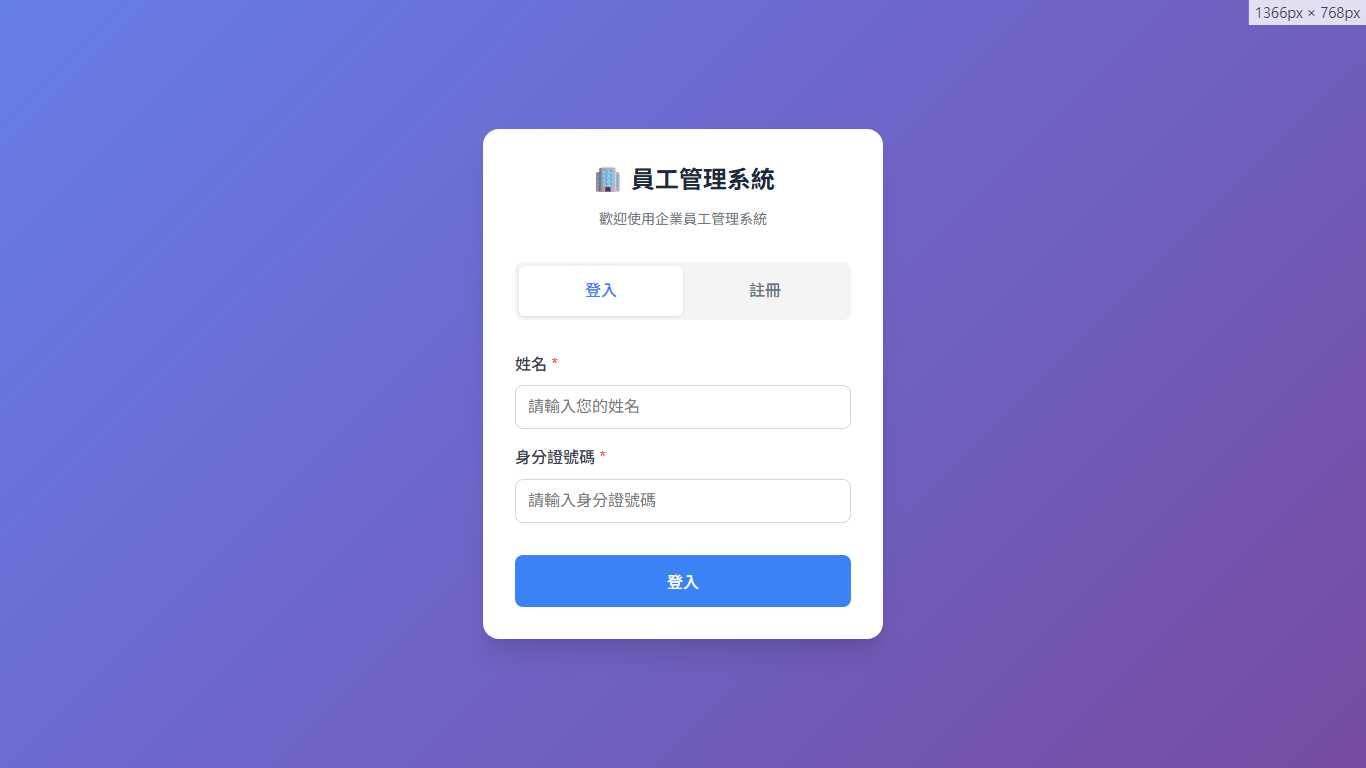 1366px × 768px
員工管理系統
歡迎使用企業員工管理系統
登入
註冊
姓名 *
請輸入您的姓名
身分證號碼 *
請輸入身分證號碼
登入